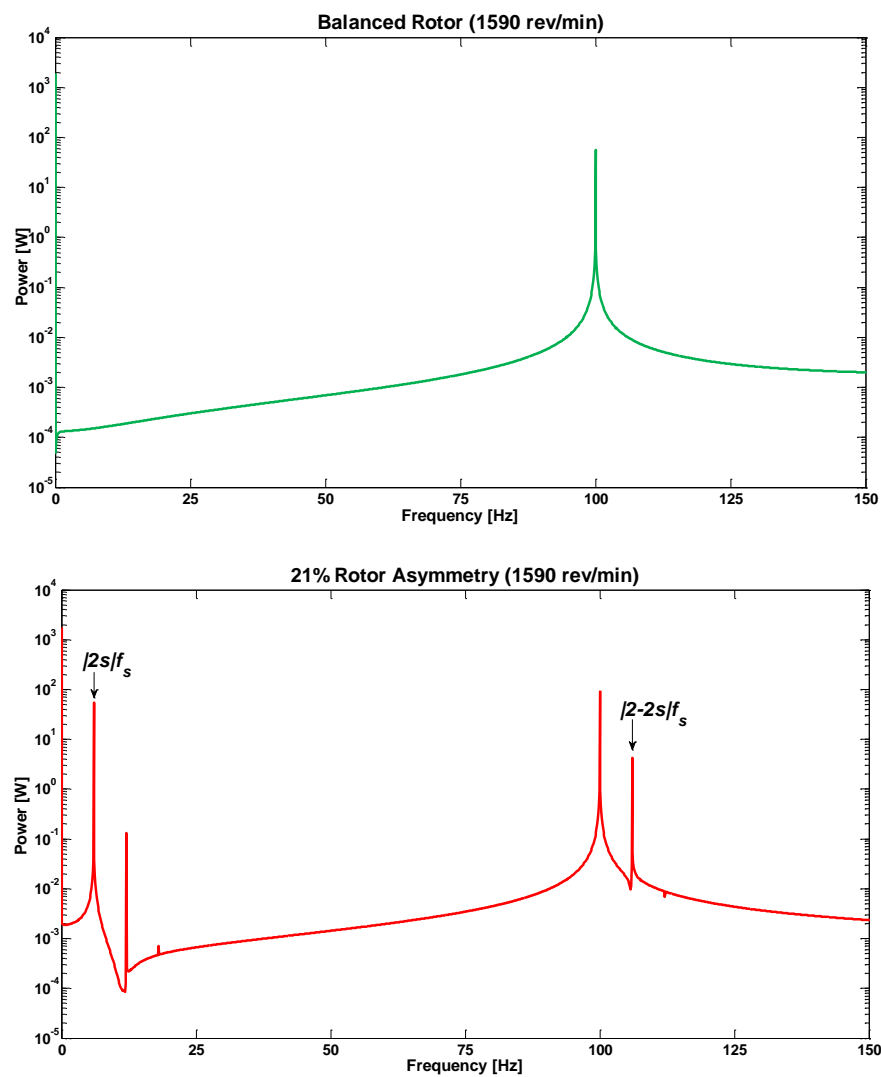 Balanced Rotor (1590 rev/min)
Power [W]
10^4
10^3
10^2
10^1
10^0
10^-1
10^-2
10^-3
10^-4
10^-5
0 25 50 75 100 125 150
Frequency [Hz]
21% Rotor Asymmetry (1590 rev/min)
Power [W]
10^4
10^3
10^2
10^1
10^0
10^-1
10^-2
10^-3
10^-4
10^-5
|2s|f_s
|2-2s|f_s
0 25 50 75 100 125 150
Frequency [Hz]